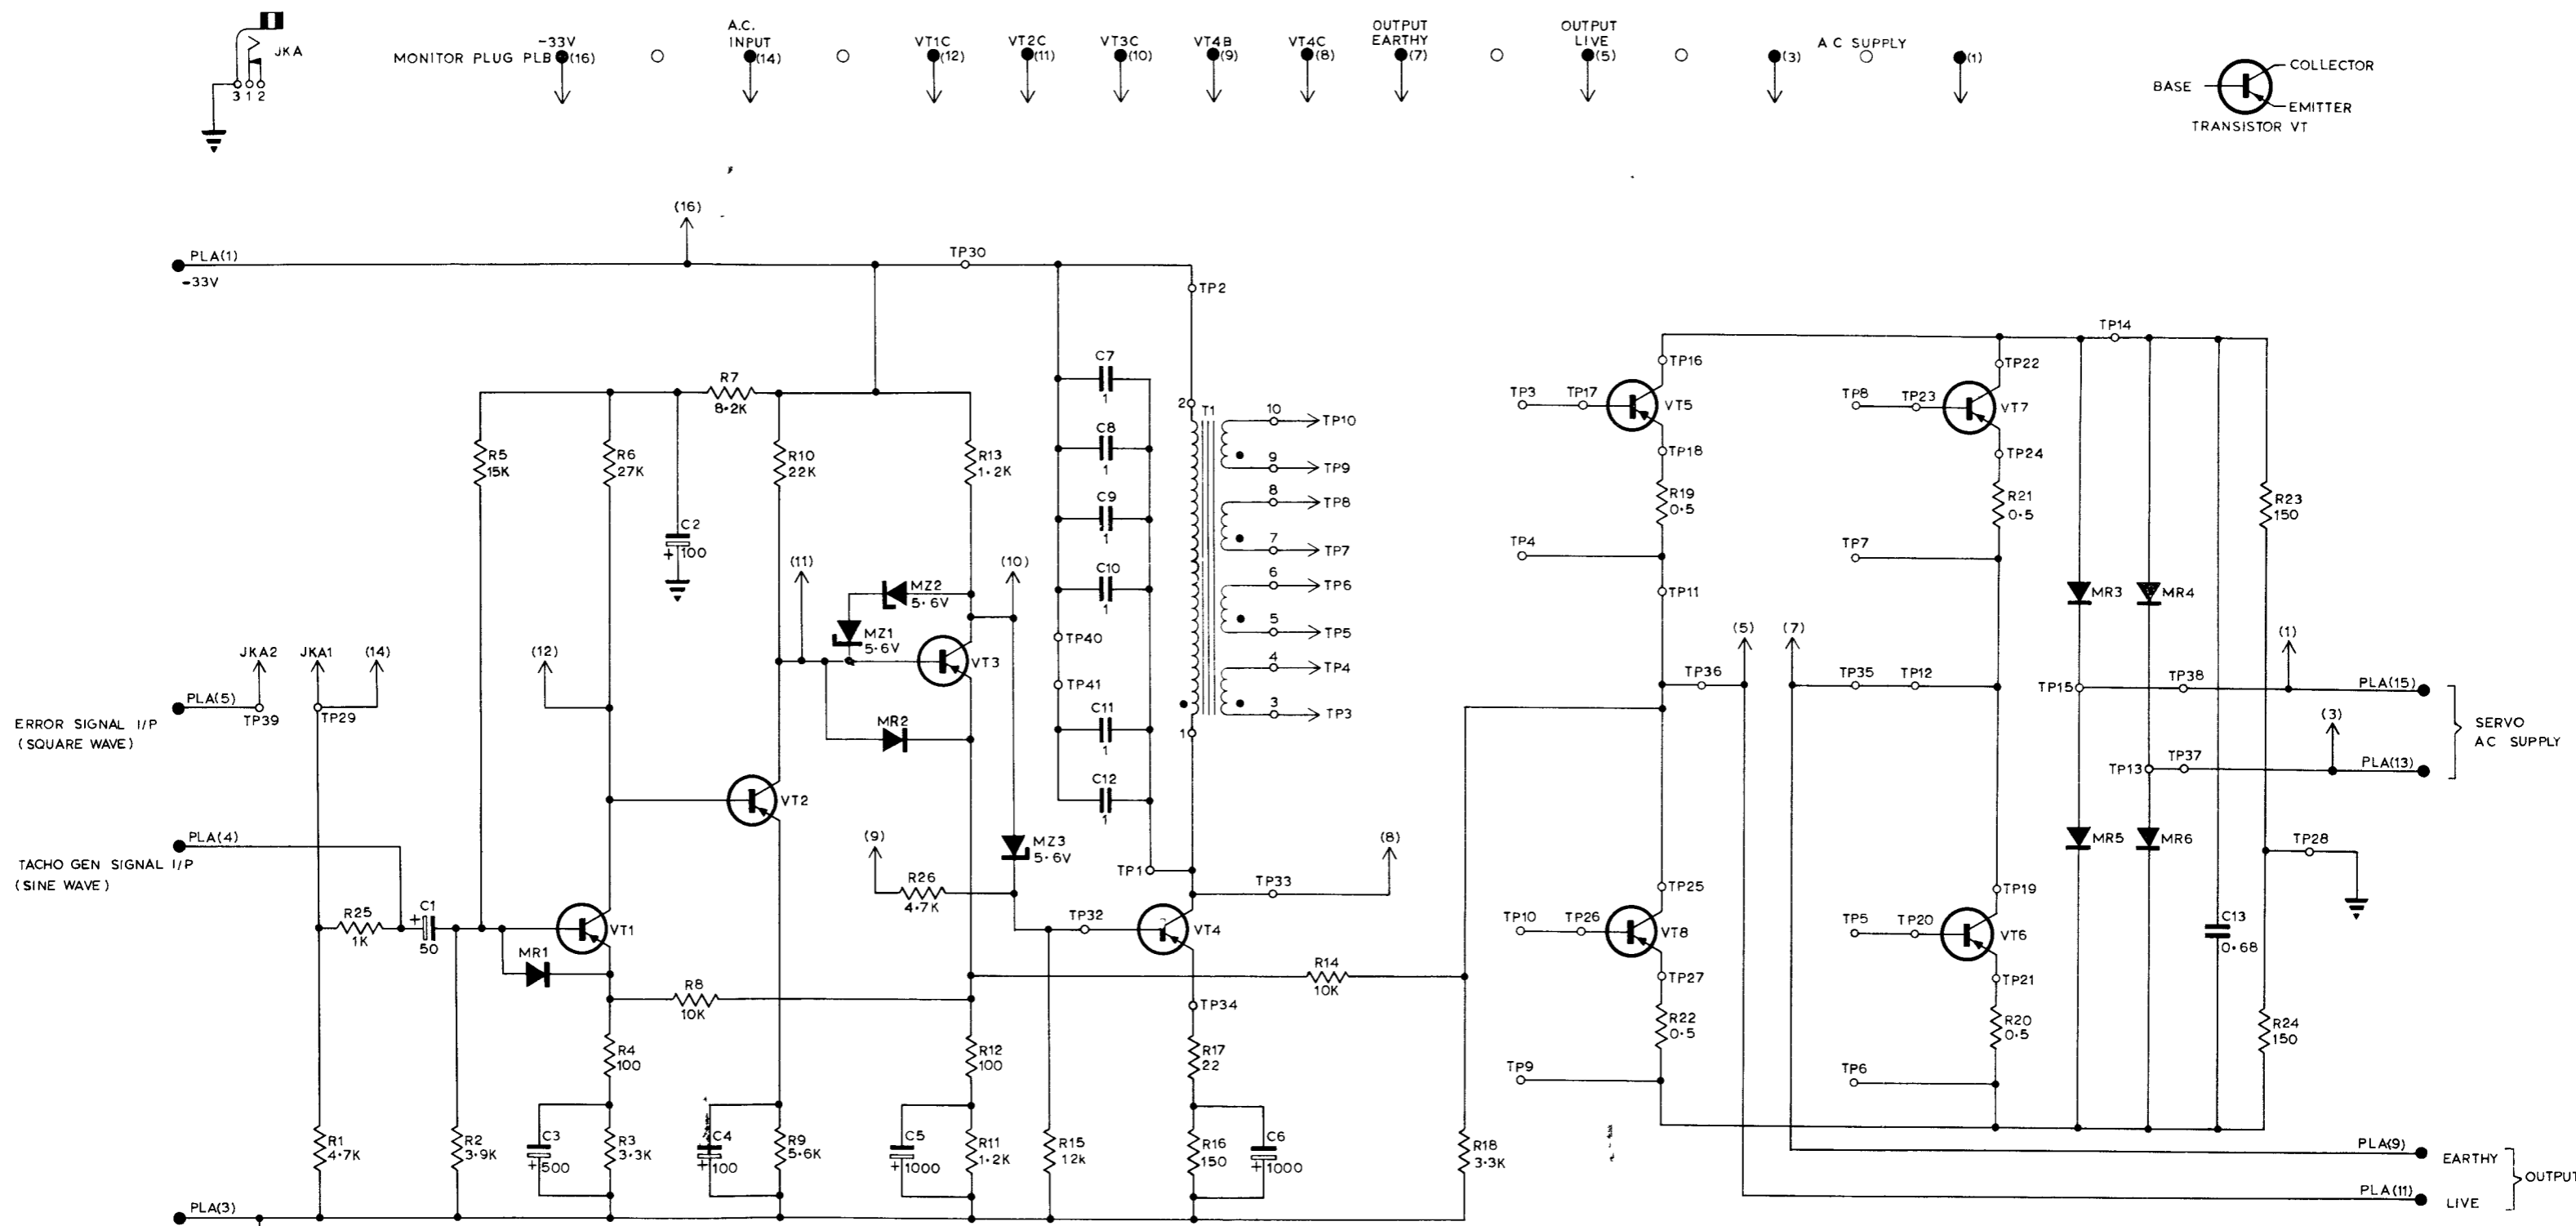 JKA
3 1 2
MONITOR PLUG PLB
-33V
(16)
A.C.
INPUT
(14)
VT1C
(12)
VT2C
(11)
VT3C
(10)
VT4B
(9)
VT4C
(8)
OUTPUT
EARTHY
(7)
OUTPUT
LIVE
(5)
A C SUPPLY
(3)
(1)
BASE
COLLECTOR
EMITTER
TRANSISTOR VT
(16)
PLA(1)
-33V
TP30
TP2
R7
8·2K
R5
15K
R6
27K
C2
+ 100
R10
22K
R13
1·2K
C7
1
C8
1
C9
1
C10
1
TP40
TP41
C11
1
C12
1
2
T1
1
10
TP10
9
TP9
8
TP8
7
TP7
6
TP6
5
TP5
4
TP4
3
TP3
(11)
(10)
MZ2
5·6V
MZ1
5·6V
VT3
MR2
JKA2
JKA1
(14)
(12)
PLA(5)
TP39
TP29
ERROR SIGNAL I/P
(SQUARE WAVE)
VT2
PLA(4)
TACHO GEN SIGNAL I/P
(SINE WAVE)
(9)
MZ3
5·6V
R26
4·7K
TP1
TP33
(8)
R25
1K
C1
+
50
VT1
MR1
TP32
VT4
R8
10K
R14
10K
TP34
R4
100
R12
100
R17
22
R1
4·7K
R2
3·9K
C3
+ 500
R3
3·3K
C4
+ 100
R9
5·6K
C5
+ 1000
R11
1·2K
R15
12k
R16
150
C6
+ 1000
R18
3·3K
PLA(3)
TP14
TP16
TP3
TP17
VT5
TP18
R19
0·5
TP4
TP11
TP22
TP8
TP23
VT7
TP24
R21
0·5
TP7
MR3
MR4
R23
150
(5)
(7)
TP36
TP35
TP12
TP15
TP38
(1)
PLA(15)
TP13
TP37
(3)
PLA(13)
SERVO
AC SUPPLY
MR5
MR6
TP28
TP25
TP10
TP26
VT8
TP27
R22
0·5
TP9
TP19
TP5
TP20
VT6
TP21
R20
0·5
TP6
C13
0·68
R24
150
PLA(9)
EARTHY
PLA(11)
LIVE
OUTPUT